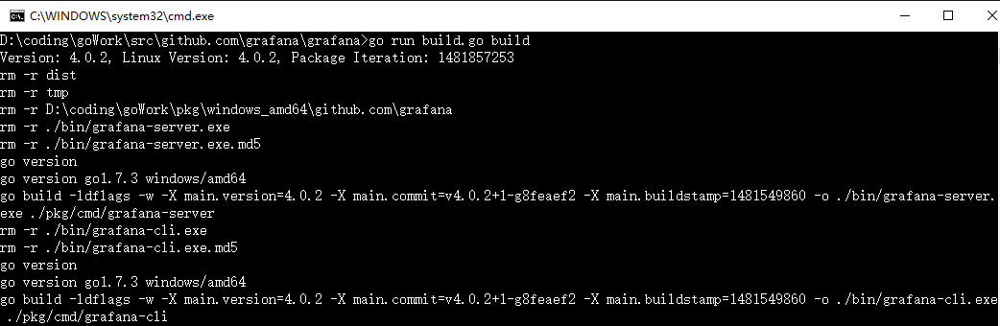 C:\WINDOWS\system32\cmd.exe
D:\coding\goWork\src\github.com\grafana\grafana>go run build.go build
Version: 4.0.2, Linux Version: 4.0.2, Package Iteration: 1481857253
rm -r dist
rm -r tmp
rm -r D:\coding\goWork\pkg\windows_amd64\github.com\grafana
rm -r ./bin/grafana-server.exe
rm -r ./bin/grafana-server.exe.md5
go version
go version go1.7.3 windows/amd64
go build -ldflags -w -X main.version=4.0.2 -X main.commit=v4.0.2+1-g8feaef2 -X main.buildstamp=1481549860 -o ./bin/grafana-server.
exe ./pkg/cmd/grafana-server
rm -r ./bin/grafana-cli.exe
rm -r ./bin/grafana-cli.exe.md5
go version
go version go1.7.3 windows/amd64
go build -ldflags -w -X main.version=4.0.2 -X main.commit=v4.0.2+1-g8feaef2 -X main.buildstamp=1481549860 -o ./bin/grafana-cli.exe
./pkg/cmd/grafana-cli